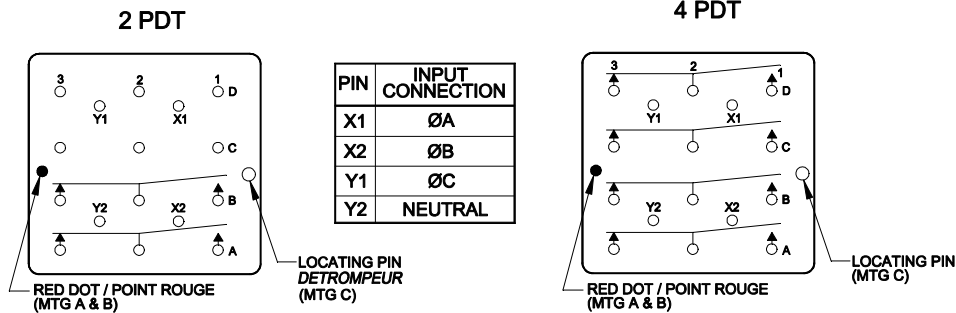 2 PDT
3 2 1 D
Y1 X1
C
B
Y2 X2
A
RED DOT / POINT ROUGE
(MTG A & B)
LOCATING PIN
DETROMPEUR
(MTG C)
PIN INPUT CONNECTION
X1 ØA
X2 ØB
Y1 ØC
Y2 NEUTRAL
4 PDT
3 2 1
D
Y1 X1
C
B
Y2 X2
A
RED DOT / POINT ROUGE
(MTG A & B)
LOCATING PIN
(MTG C)